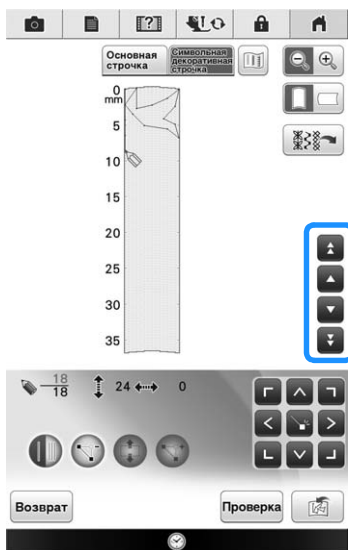 Основная
строчка
Символьная
декоративная
строчка
0
mm
5
10
15
20
25
30
35
18
18
24
0
Возврат
Проверка